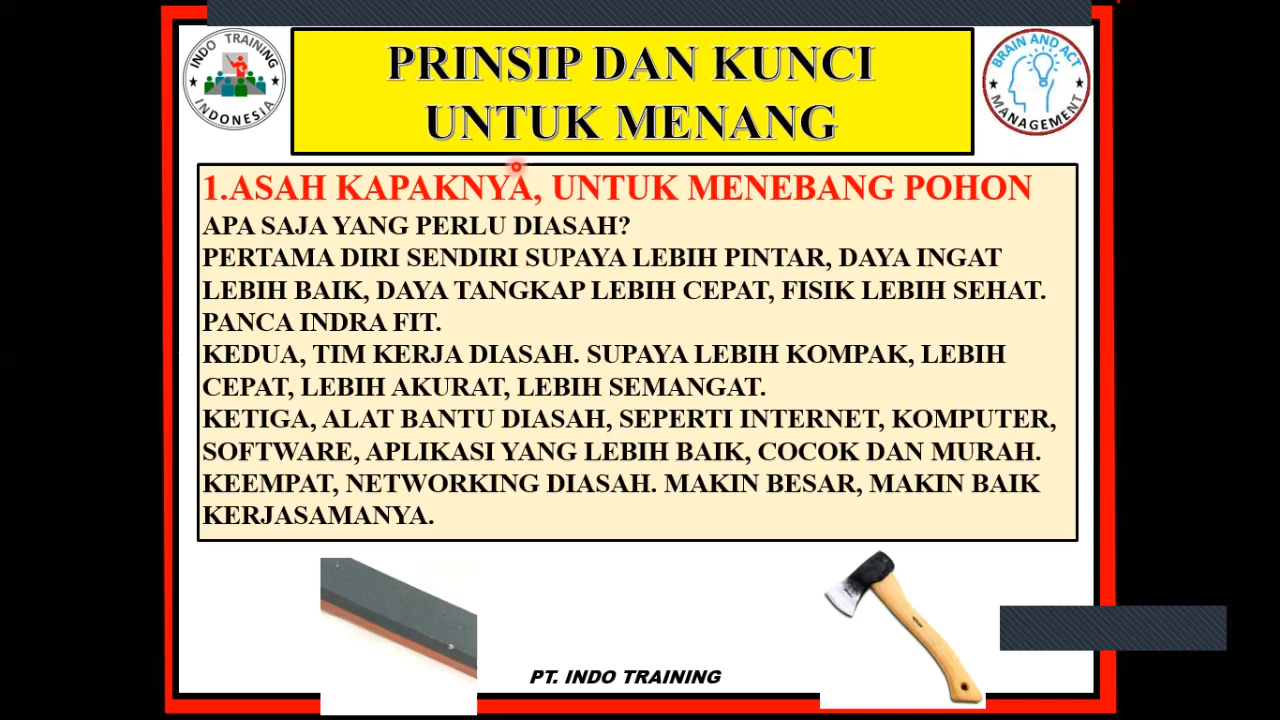 INDO TRAINING
INDONESIA
PRINSIP DAN KUNCI
UNTUK MENANG
BRAIN AND ACT
MANAGEMENT
1.ASAH KAPAKNYA, UNTUK MENEBANG POHON
APA SAJA YANG PERLU DIASAH?
PERTAMA DIRI SENDIRI SUPAYA LEBIH PINTAR, DAYA INGAT
LEBIH BAIK, DAYA TANGKAP LEBIH CEPAT, FISIK LEBIH SEHAT.
PANCA INDRA FIT.
KEDUA, TIM KERJA DIASAH. SUPAYA LEBIH KOMPAK, LEBIH
CEPAT, LEBIH AKURAT, LEBIH SEMANGAT.
KETIGA, ALAT BANTU DIASAH, SEPERTI INTERNET, KOMPUTER,
SOFTWARE, APLIKASI YANG LEBIH BAIK, COCOK DAN MURAH.
KEEMPAT, NETWORKING DIASAH. MAKIN BESAR, MAKIN BAIK
KERJASAMANYA.
PT. INDO TRAINING